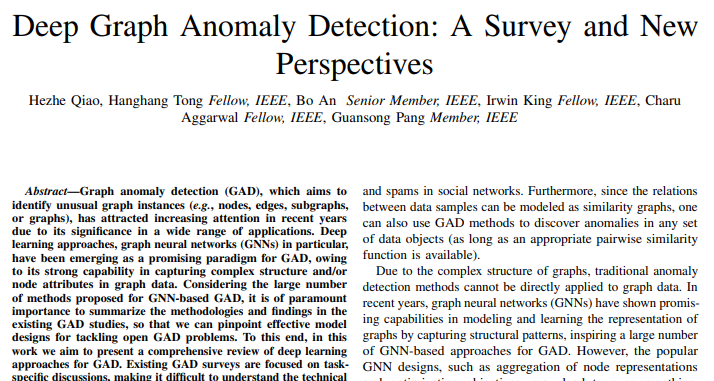 Deep Graph Anomaly Detection: A Survey and New
Perspectives
Hezhe Qiao, Hanghang Tong Fellow, IEEE, Bo An Senior Member, IEEE, Irwin King Fellow, IEEE, Charu
Aggarwal Fellow, IEEE, Guansong Pang Member, IEEE
Abstract—Graph anomaly detection (GAD), which aims to
identify unusual graph instances (e.g., nodes, edges, subgraphs,
or graphs), has attracted increasing attention in recent years
due to its significance in a wide range of applications. Deep
learning approaches, graph neural networks (GNNs) in particular,
have been emerging as a promising paradigm for GAD, owing
to its strong capability in capturing complex structure and/or
node attributes in graph data. Considering the large number
of methods proposed for GNN-based GAD, it is of paramount
importance to summarize the methodologies and findings in the
existing GAD studies, so that we can pinpoint effective model
designs for tackling open GAD problems. To this end, in this
work we aim to present a comprehensive review of deep learning
approaches for GAD. Existing GAD surveys are focused on task-
specific discussions, making it difficult to understand the technical
and spams in social networks. Furthermore, since the relations
between data samples can be modeled as similarity graphs, one
can also use GAD methods to discover anomalies in any set
of data objects (as long as an appropriate pairwise similarity
function is available).
Due to the complex structure of graphs, traditional anomaly
detection methods cannot be directly applied to graph data. In
recent years, graph neural networks (GNNs) have shown promis-
ing capabilities in modeling and learning the representation of
graphs by capturing structural patterns, inspiring a large number
of GNN-based approaches for GAD. However, the popular
GNN designs, such as aggregation of node representations